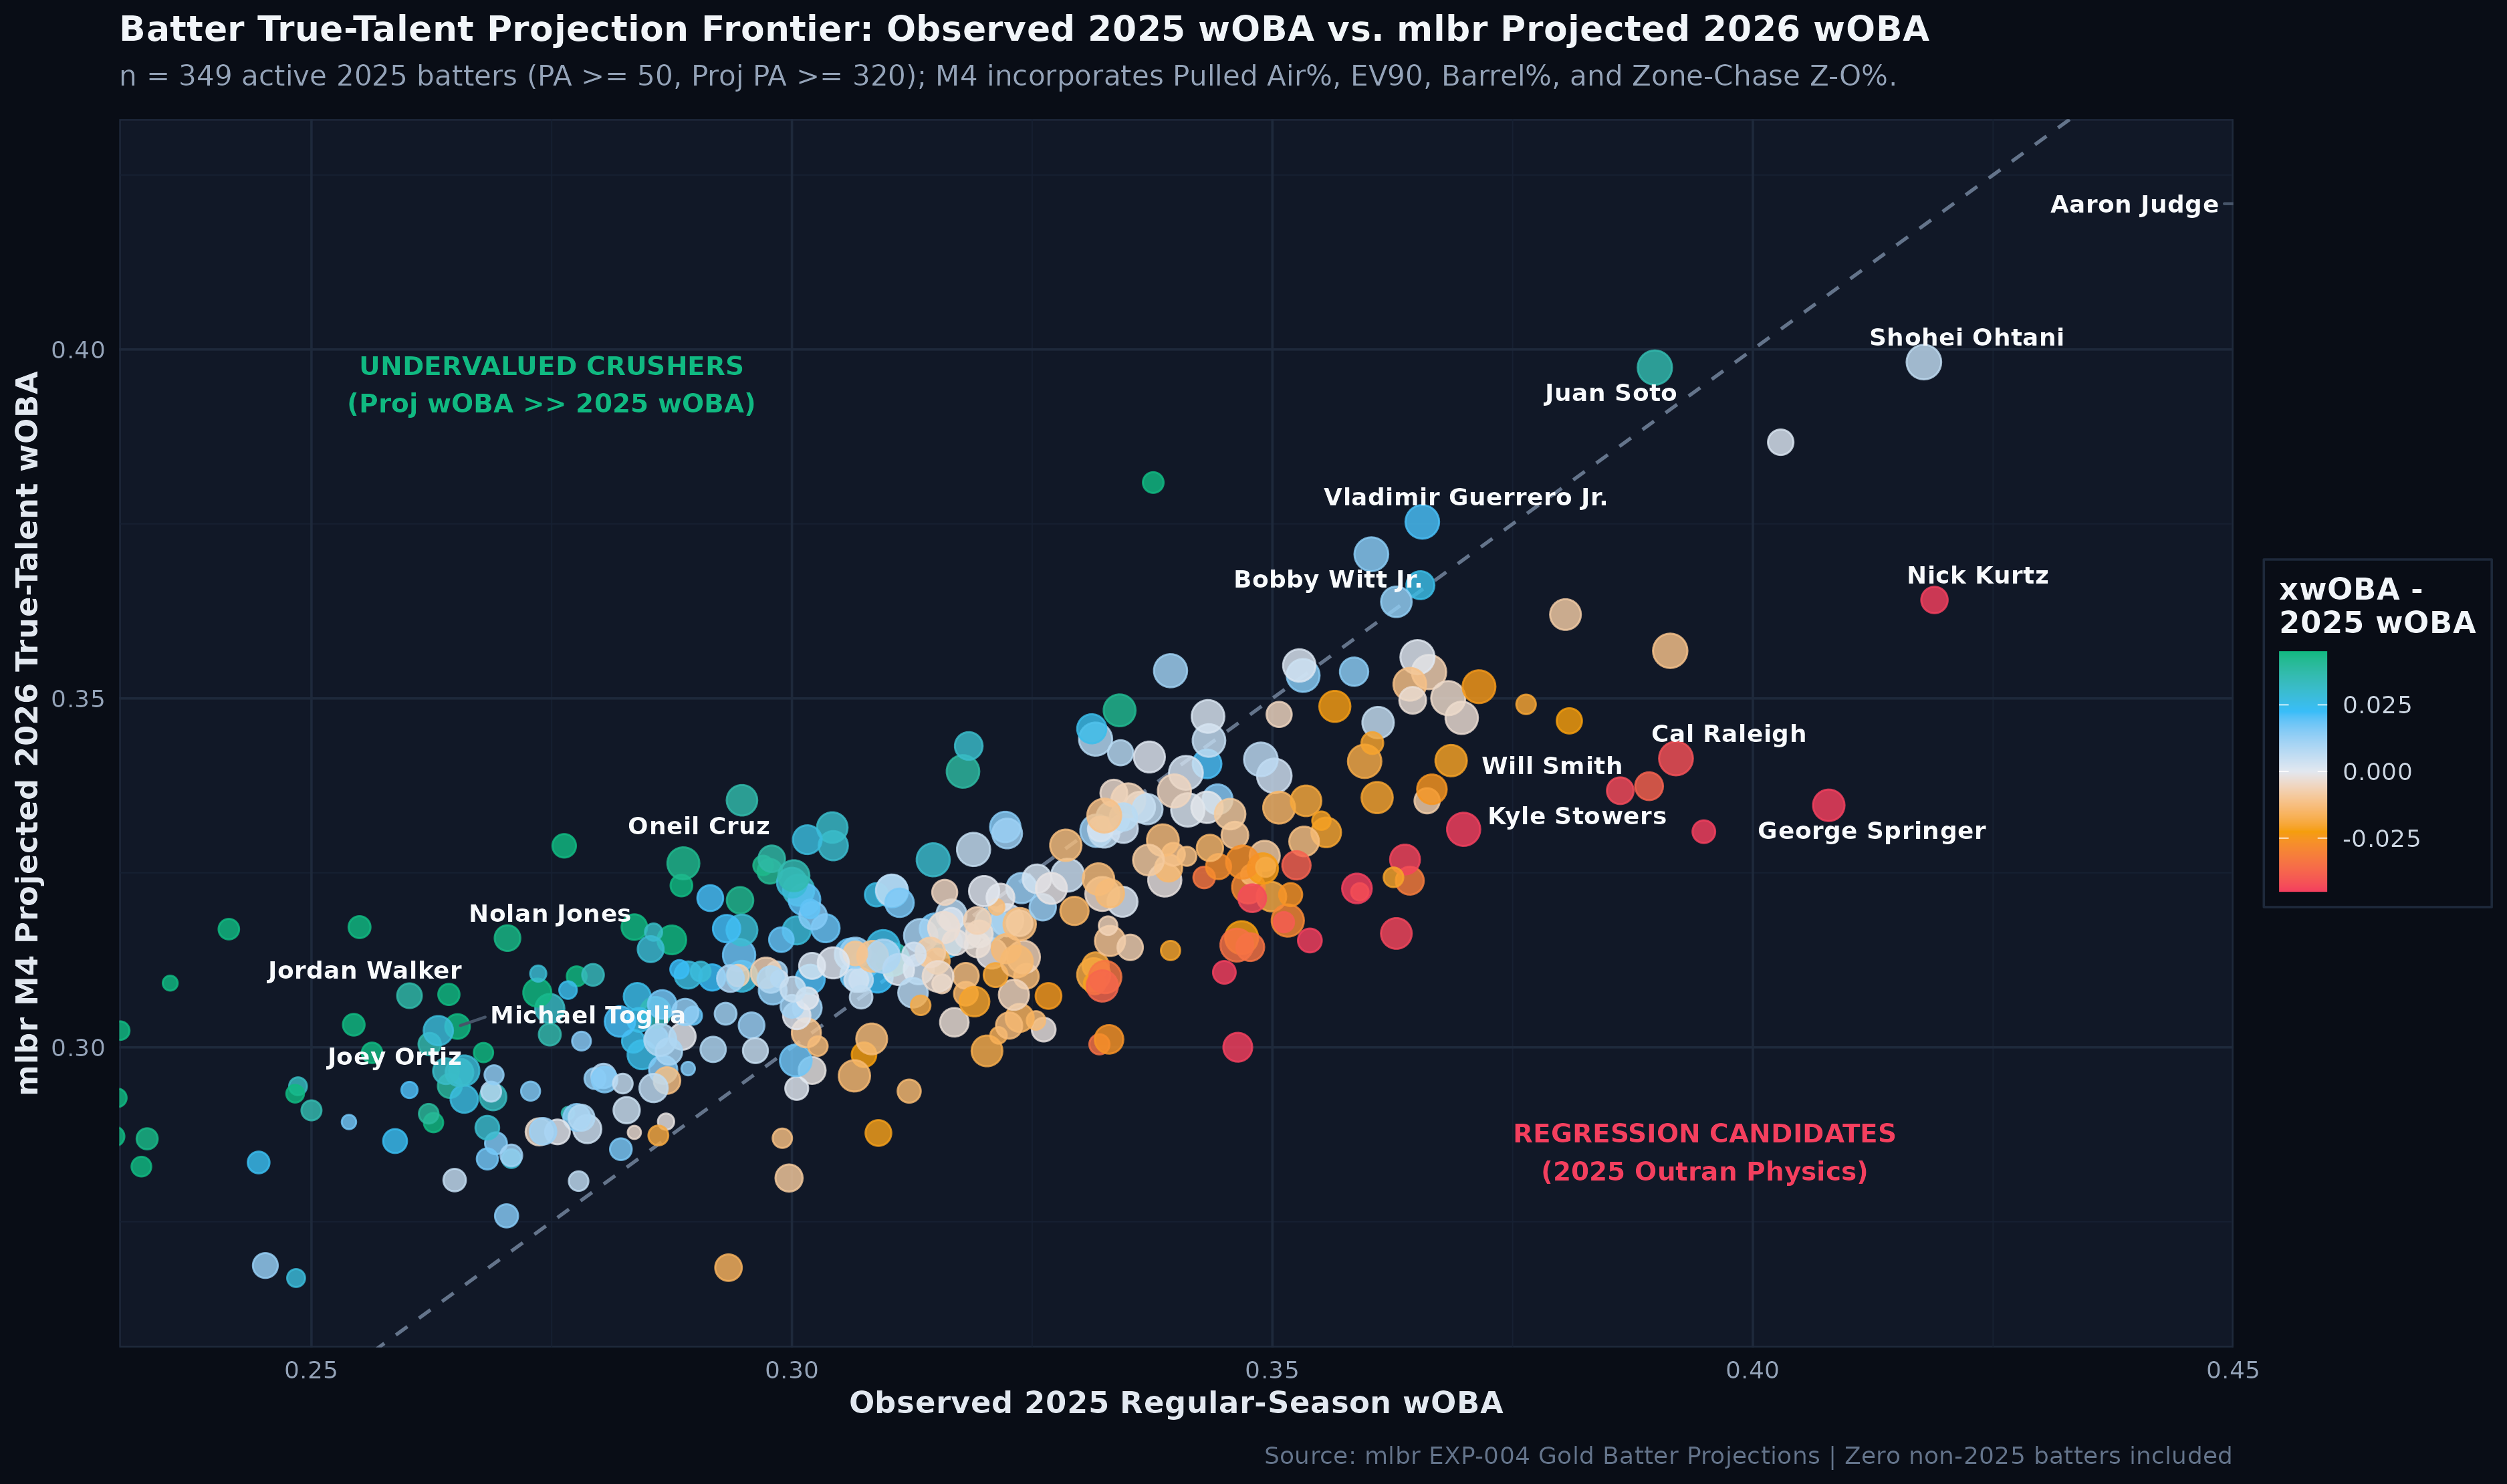 Batter True-Talent Projection Frontier: Observed 2025 wOBA vs. mlbr Projected 2026 wOBA
n = 349 active 2025 batters (PA >= 50, Proj PA >= 320); M4 incorporates Pulled Air%, EV90, Barrel%, and Zone-Chase Z-O%.
mlbr M4 Projected 2026 True-Talent wOBA
0.40
0.35
0.30
UNDERVALUED CRUSHERS
(Proj wOBA >> 2025 wOBA)
Aaron Judge
Shohei Ohtani
Juan Soto
Vladimir Guerrero Jr.
Bobby Witt Jr.
Nick Kurtz
Cal Raleigh
Will Smith
Kyle Stowers
George Springer
Oneil Cruz
Nolan Jones
Jordan Walker
Michael Toglia
Joey Ortiz
REGRESSION CANDIDATES
(2025 Outran Physics)
xwOBA -
2025 wOBA
0.025
0.000
-0.025
0.25
0.30
0.35
0.40
0.45
Observed 2025 Regular-Season wOBA
Source: mlbr EXP-004 Gold Batter Projections | Zero non-2025 batters included